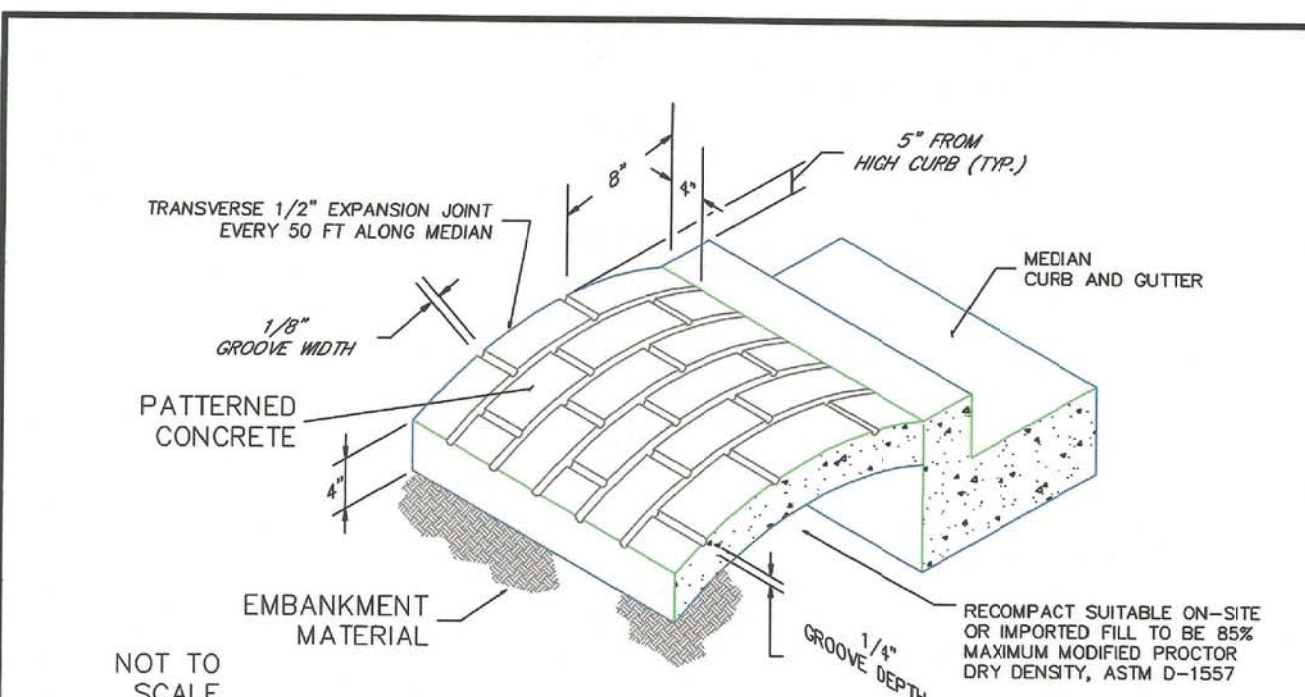 5" FROM
HIGH CURB (TYP.)
8"
4"
TRANSVERSE 1/2" EXPANSION JOINT
EVERY 50 FT ALONG MEDIAN
MEDIAN
CURB AND GUTTER
1/8"
GROOVE WIDTH
PATTERNED
CONCRETE
4"
EMBANKMENT
MATERIAL
1/4"
GROOVE DEPTH
RECOMPACT SUITABLE ON-SITE
OR IMPORTED FILL TO BE 85%
MAXIMUM MODIFIED PROCTOR
DRY DENSITY, ASTM D-1557
NOT TO
SCALE